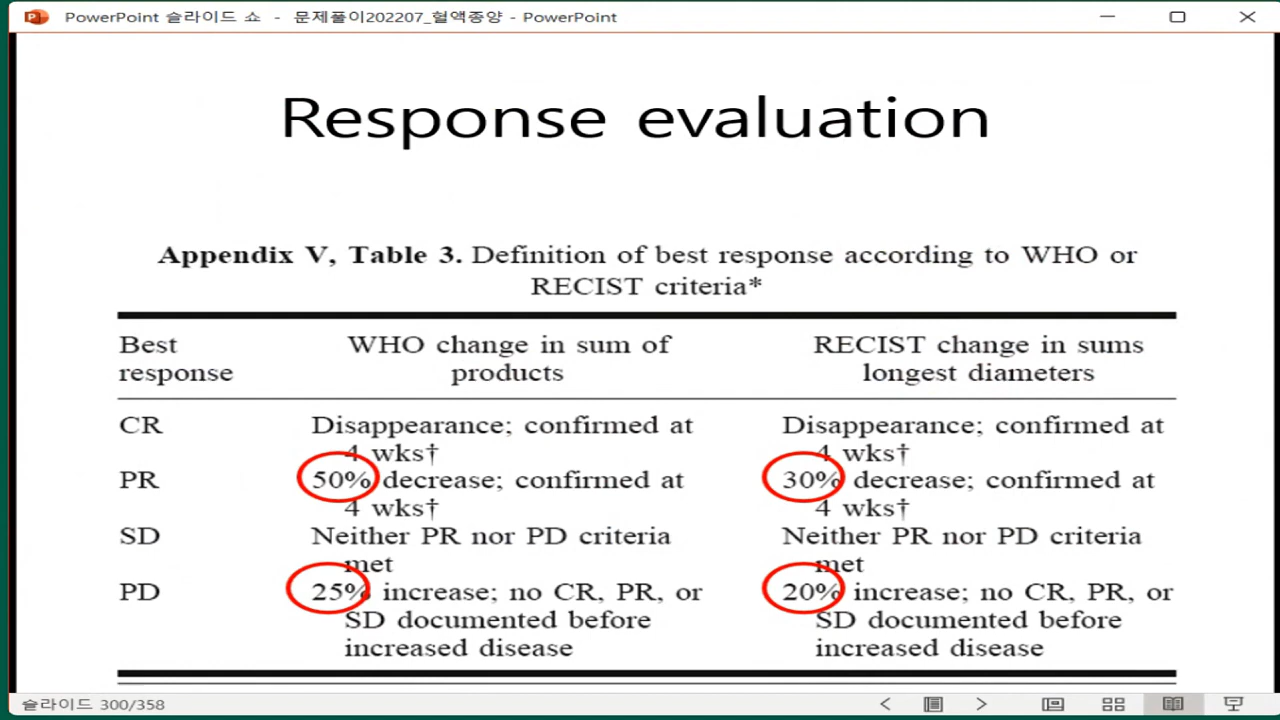 PowerPoint 슬라이드 쇼 - 문제풀이202207_혈액종양 - PowerPoint
Response evaluation
Appendix V, Table 3. Definition of best response according to WHO or
RECIST criteria*
Best response
WHO change in sum of products
RECIST change in sums longest diameters
CR
Disappearance; confirmed at
4 wks†
Disappearance; confirmed at
4 wks†
PR
50% decrease; confirmed at
4 wks†
30% decrease; confirmed at
4 wks†
SD
Neither PR nor PD criteria
met
Neither PR nor PD criteria
met
PD
25% increase; no CR, PR, or
SD documented before
increased disease
20% increase; no CR, PR, or
SD documented before
increased disease
슬라이드 300/358